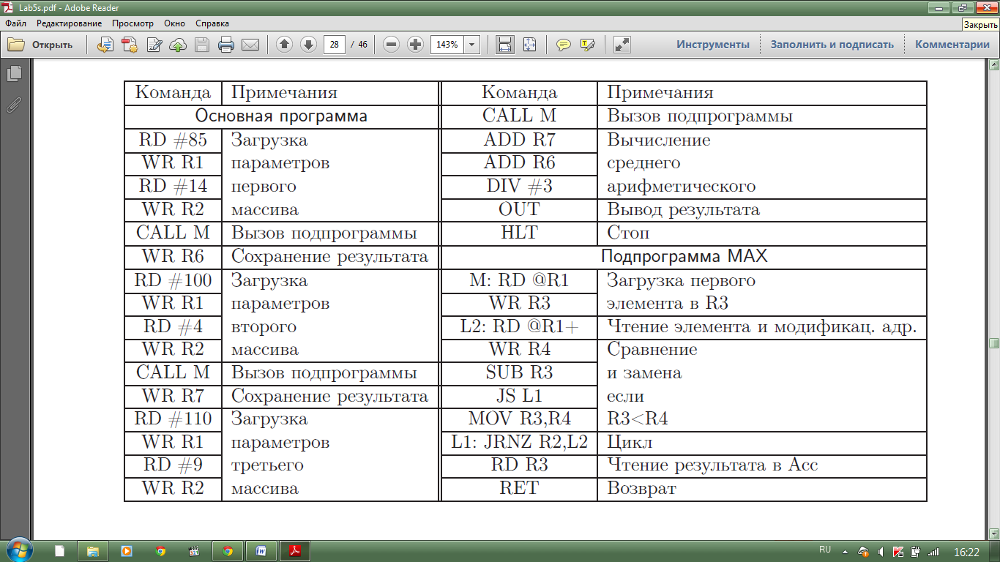 Lab5s.pdf - Adobe Reader
Файл Редактирование Просмотр Окно Справка
Закрыть
Открыть 28 / 46 143% Инструменты Заполнить и подписать Комментарии
Команда Примечания Команда Примечания
Основная программа CALL M Вызов подпрограммы
RD #85 Загрузка ADD R7 Вычисление
WR R1 параметров ADD R6 среднего
RD #14 первого DIV #3 арифметического
WR R2 массива OUT Вывод результата
CALL M Вызов подпрограммы HLT Стоп
WR R6 Сохранение результата Подпрограмма MAX
RD #100 Загрузка M: RD @R1 Загрузка первого
WR R1 параметров WR R3 элемента в R3
RD #4 второго L2: RD @R1+ Чтение элемента и модификац. адр.
WR R2 массива WR R4 Сравнение
CALL M Вызов подпрограммы SUB R3 и замена
WR R7 Сохранение результата JS L1 если
RD #110 Загрузка MOV R3,R4 R3<R4
WR R1 параметров L1: JRNZ R2,L2 Цикл
RD #9 третьего RD R3 Чтение результата в Acc
WR R2 массива RET Возврат
RU 16:22